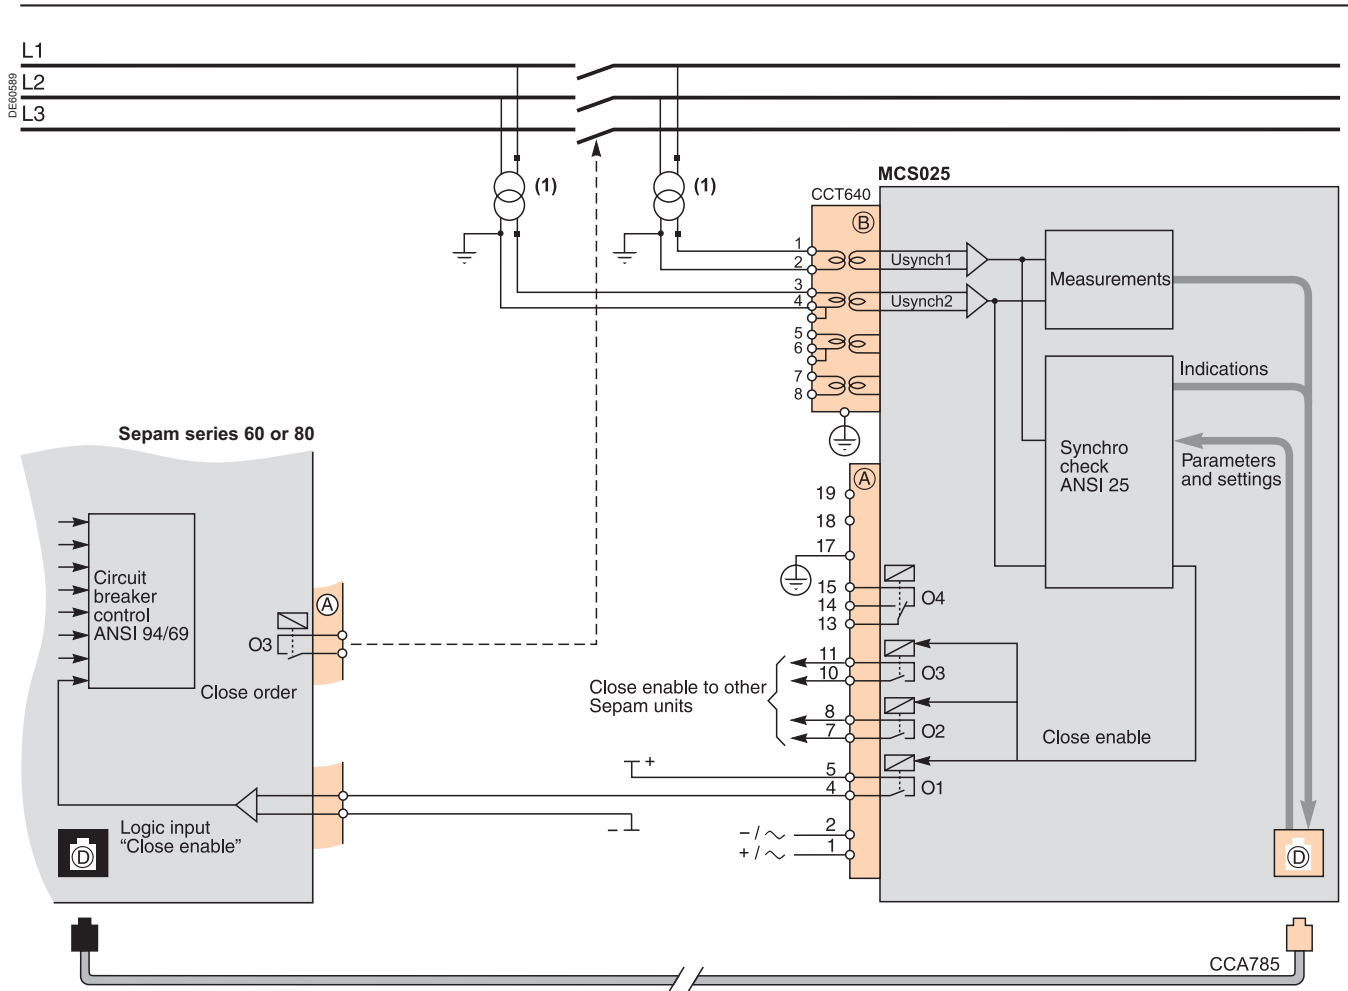 L1
L2
L3
DE60589
(1)
(1)
MCS025
CCT640
B
1
2
3
4
5
6
7
8
Usynch1
Usynch2
Measurements
Indications
Synchro
check
ANSI 25
Parameters
and settings
Sepam series 60 or 80
Circuit
breaker
control
ANSI 94/69
O3
A
Close order
A
19
18
17
15
14
13
O4
11
10
O3
Close enable to other
Sepam units
8
7
O2
Close enable
+
5
4
O1
-
Logic input
“Close enable”
D
- / ~
2
+ / ~
1
D
CCA785